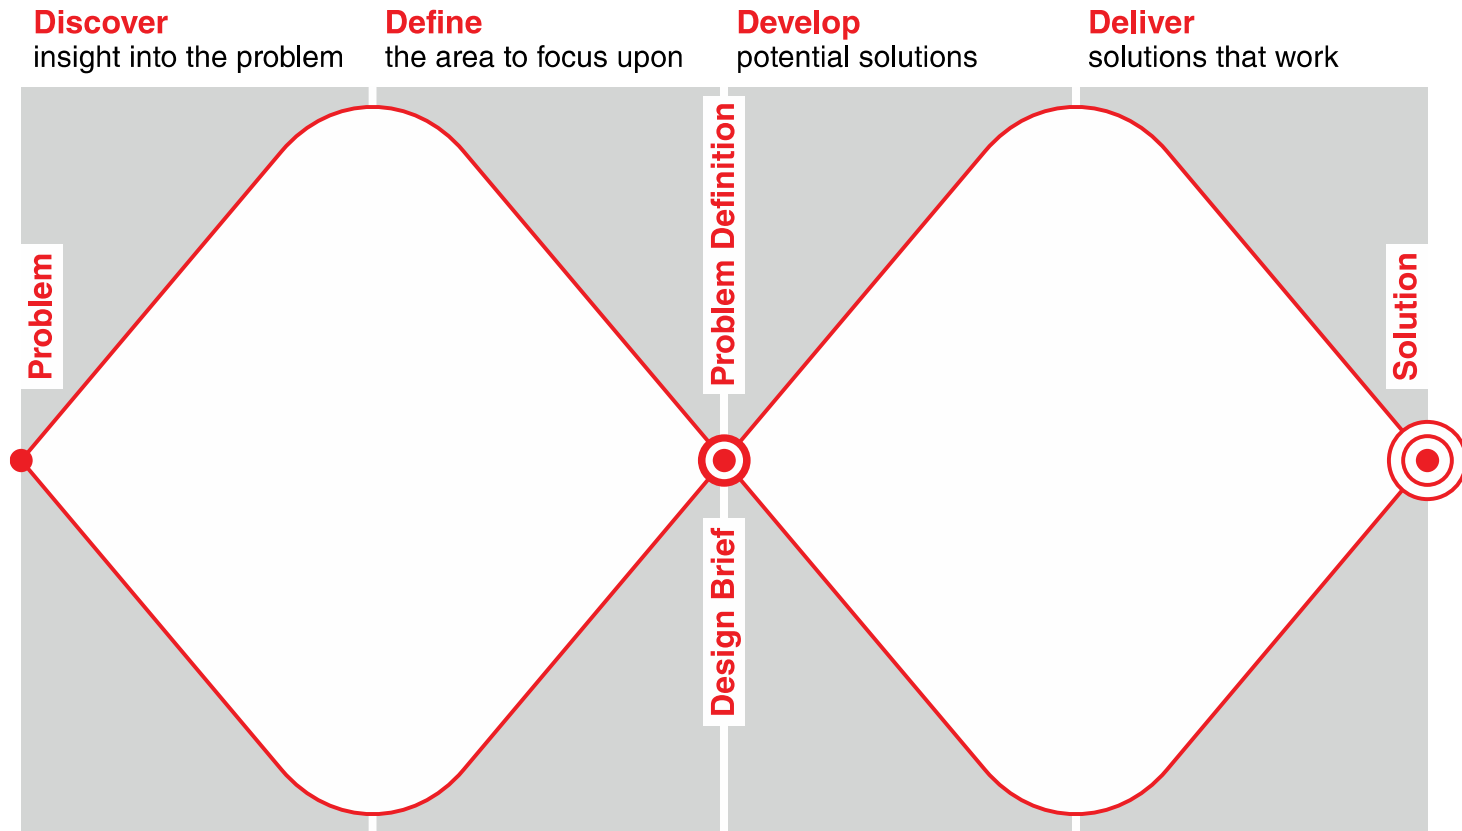 Discover
insight into the problem
Define
the area to focus upon
Develop
potential solutions
Deliver
solutions that work
Problem
Problem Definition
Design Brief
Solution